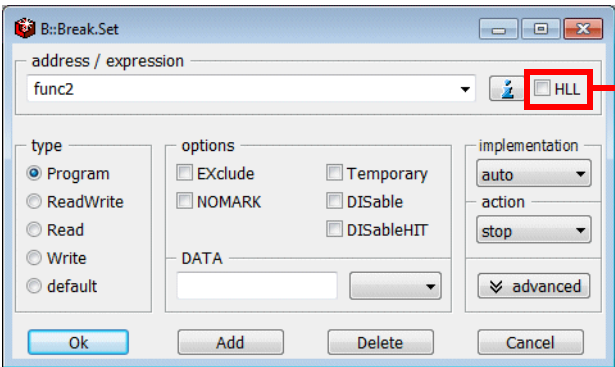 B::Break.Set
address / expression
func2
i HLL
type options implementation
Program EXclude Temporary auto
ReadWrite NOMARK DISable action
Read DISableHIT stop
Write DATA
default advanced
Ok Add Delete Cancel